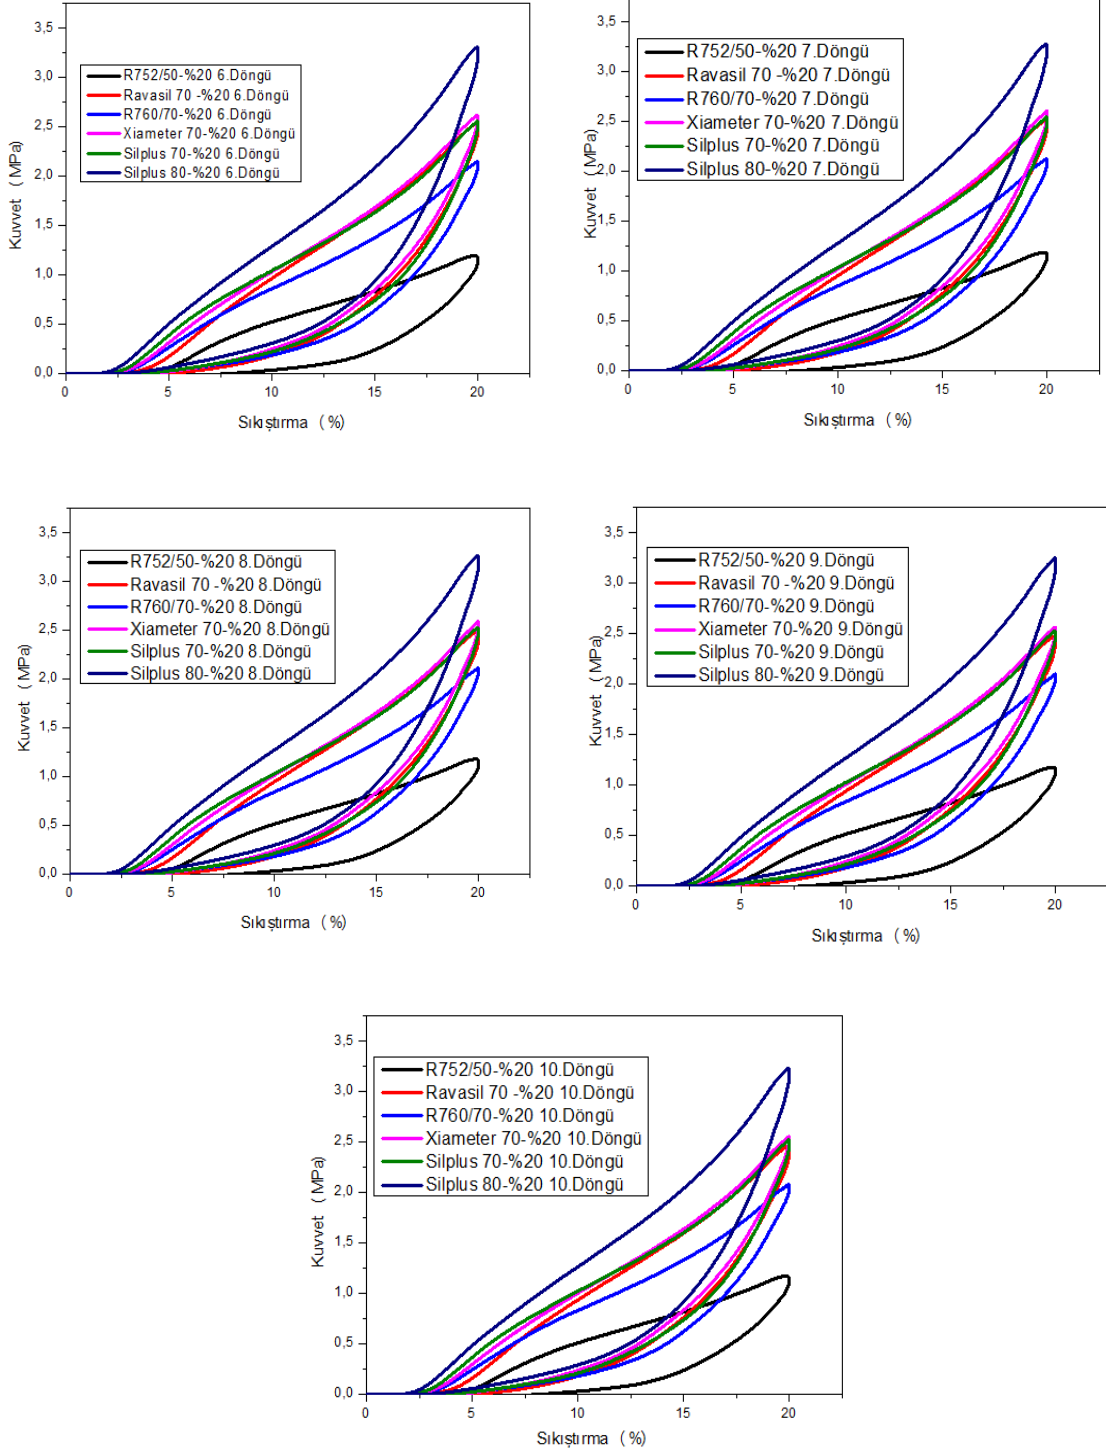 Kuvvet ( MPa)
3,5
3,0
2,5
2,0
1,5
1,0
0,5
0,0
R752/50-%20 6.Döngü
Ravasil 70 -%20 6.Döngü
R760/70-%20 6.Döngü
Xiameter 70-%20 6.Döngü
Silplus 70-%20 6.Döngü
Silplus 80-%20 6.Döngü
0 5 10 15 20
Sıkıştırma ( %)
Kuvvet ( MPa)
3,5
3,0
2,5
2,0
1,5
1,0
0,5
0,0
R752/50-%20 7.Döngü
Ravasil 70 -%20 7.Döngü
R760/70-%20 7.Döngü
Xiameter 70-%20 7.Döngü
Silplus 70-%20 7.Döngü
Silplus 80-%20 7.Döngü
0 5 10 15 20
Sıkıştırma ( %)
Kuvvet ( MPa)
3,5
3,0
2,5
2,0
1,5
1,0
0,5
0,0
R752/50-%20 8.Döngü
Ravasil 70 -%20 8.Döngü
R760/70-%20 8.Döngü
Xiameter 70-%20 8.Döngü
Silplus 70-%20 8.Döngü
Silplus 80-%20 8.Döngü
0 5 10 15 20
Sıkıştırma ( %)
Kuvvet ( MPa)
3,5
3,0
2,5
2,0
1,5
1,0
0,5
0,0
R752/50-%20 9.Döngü
Ravasil 70 -%20 9.Döngü
R760/70-%20 9.Döngü
Xiameter 70-%20 9.Döngü
Silplus 70-%20 9.Döngü
Silplus 80-%20 9.Döngü
0 5 10 15 20
Sıkıştırma ( %)
Kuvvet ( MPa)
3,5
3,0
2,5
2,0
1,5
1,0
0,5
0,0
R752/50-%20 10.Döngü
Ravasil 70 -%20 10.Döngü
R760/70-%20 10.Döngü
Xiameter 70-%20 10.Döngü
Silplus 70-%20 10.Döngü
Silplus 80-%20 10.Döngü
0 5 10 15 20
Sıkıştırma ( %)